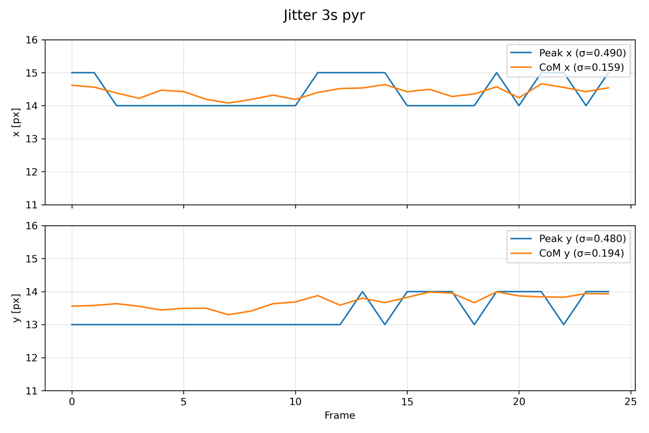 Jitter 3s pyr
16
15
14
13
12
11
x [px]
Peak x (σ=0.490)
CoM x (σ=0.159)
16
15
14
13
12
11
y [px]
Peak y (σ=0.480)
CoM y (σ=0.194)
0 5 10 15 20 25
Frame